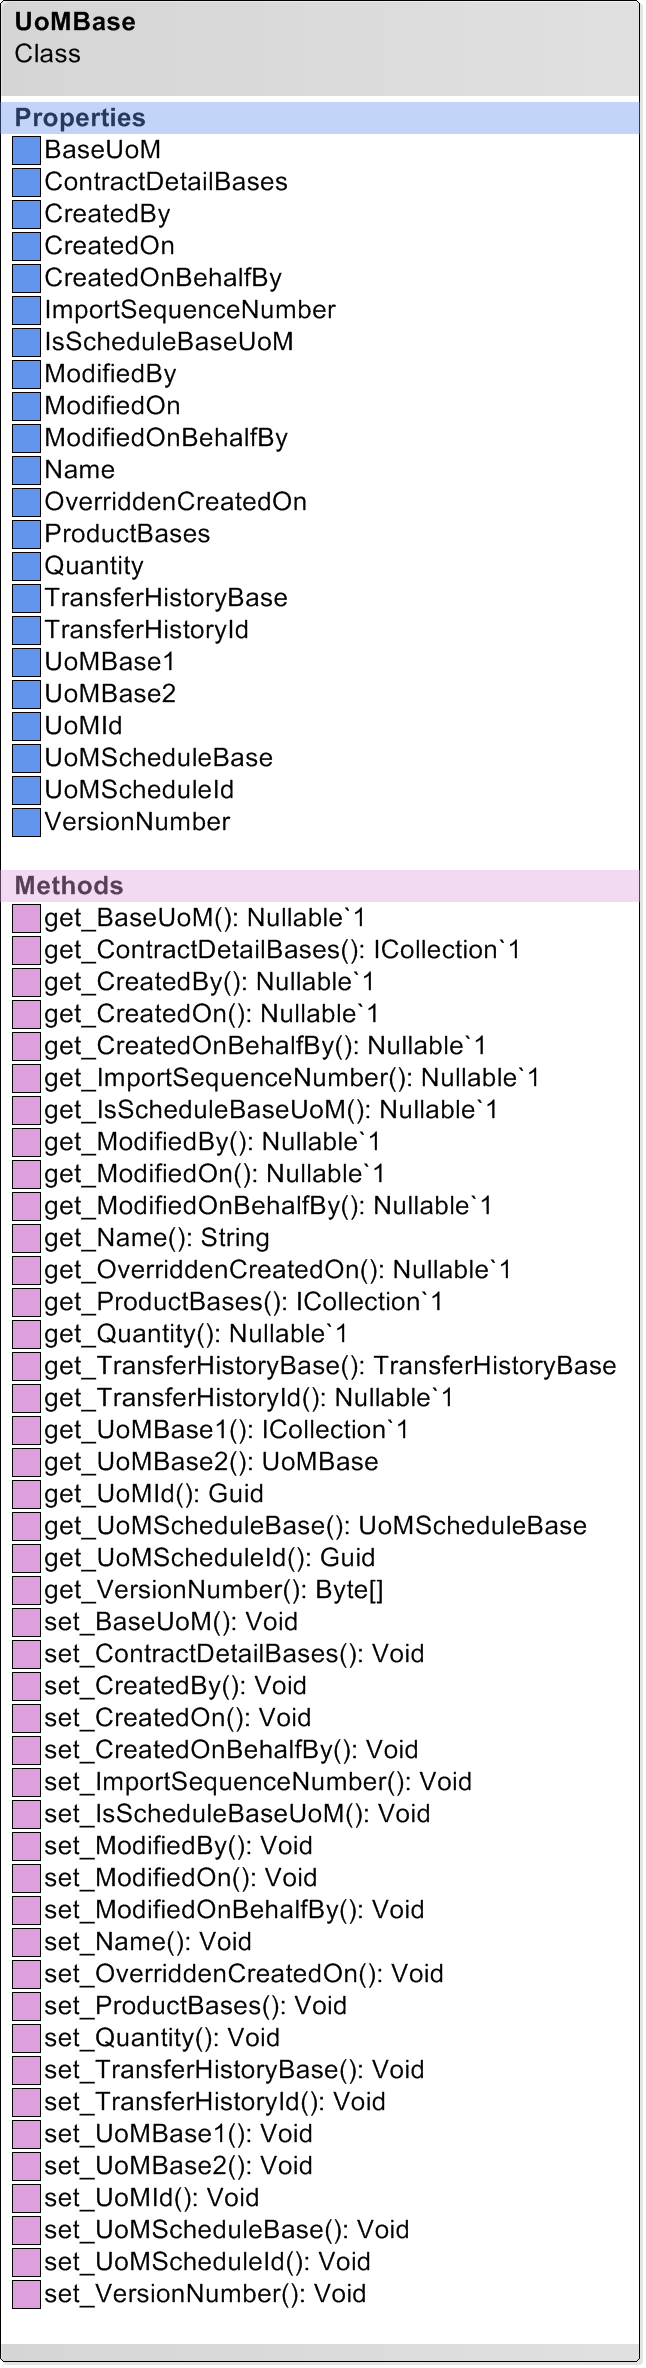 UoMBase
Class
Properties
BaseUoM
ContractDetailBases
CreatedBy
CreatedOn
CreatedOnBehalfBy
ImportSequenceNumber
IsScheduleBaseUoM
ModifiedBy
ModifiedOn
ModifiedOnBehalfBy
Name
OverriddenCreatedOn
ProductBases
Quantity
TransferHistoryBase
TransferHistoryId
UoMBase1
UoMBase2
UoMId
UoMScheduleBase
UoMScheduleId
VersionNumber
Methods
get_BaseUoM(): Nullable`1
get_ContractDetailBases(): ICollection`1
get_CreatedBy(): Nullable`1
get_CreatedOn(): Nullable`1
get_CreatedOnBehalfBy(): Nullable`1
get_ImportSequenceNumber(): Nullable`1
get_IsScheduleBaseUoM(): Nullable`1
get_ModifiedBy(): Nullable`1
get_ModifiedOn(): Nullable`1
get_ModifiedOnBehalfBy(): Nullable`1
get_Name(): String
get_OverriddenCreatedOn(): Nullable`1
get_ProductBases(): ICollection`1
get_Quantity(): Nullable`1
get_TransferHistoryBase(): TransferHistoryBase
get_TransferHistoryId(): Nullable`1
get_UoMBase1(): ICollection`1
get_UoMBase2(): UoMBase
get_UoMId(): Guid
get_UoMScheduleBase(): UoMScheduleBase
get_UoMScheduleId(): Guid
get_VersionNumber(): Byte[]
set_BaseUoM(): Void
set_ContractDetailBases(): Void
set_CreatedBy(): Void
set_CreatedOn(): Void
set_CreatedOnBehalfBy(): Void
set_ImportSequenceNumber(): Void
set_IsScheduleBaseUoM(): Void
set_ModifiedBy(): Void
set_ModifiedOn(): Void
set_ModifiedOnBehalfBy(): Void
set_Name(): Void
set_OverriddenCreatedOn(): Void
set_ProductBases(): Void
set_Quantity(): Void
set_TransferHistoryBase(): Void
set_TransferHistoryId(): Void
set_UoMBase1(): Void
set_UoMBase2(): Void
set_UoMId(): Void
set_UoMScheduleBase(): Void
set_UoMScheduleId(): Void
set_VersionNumber(): Void